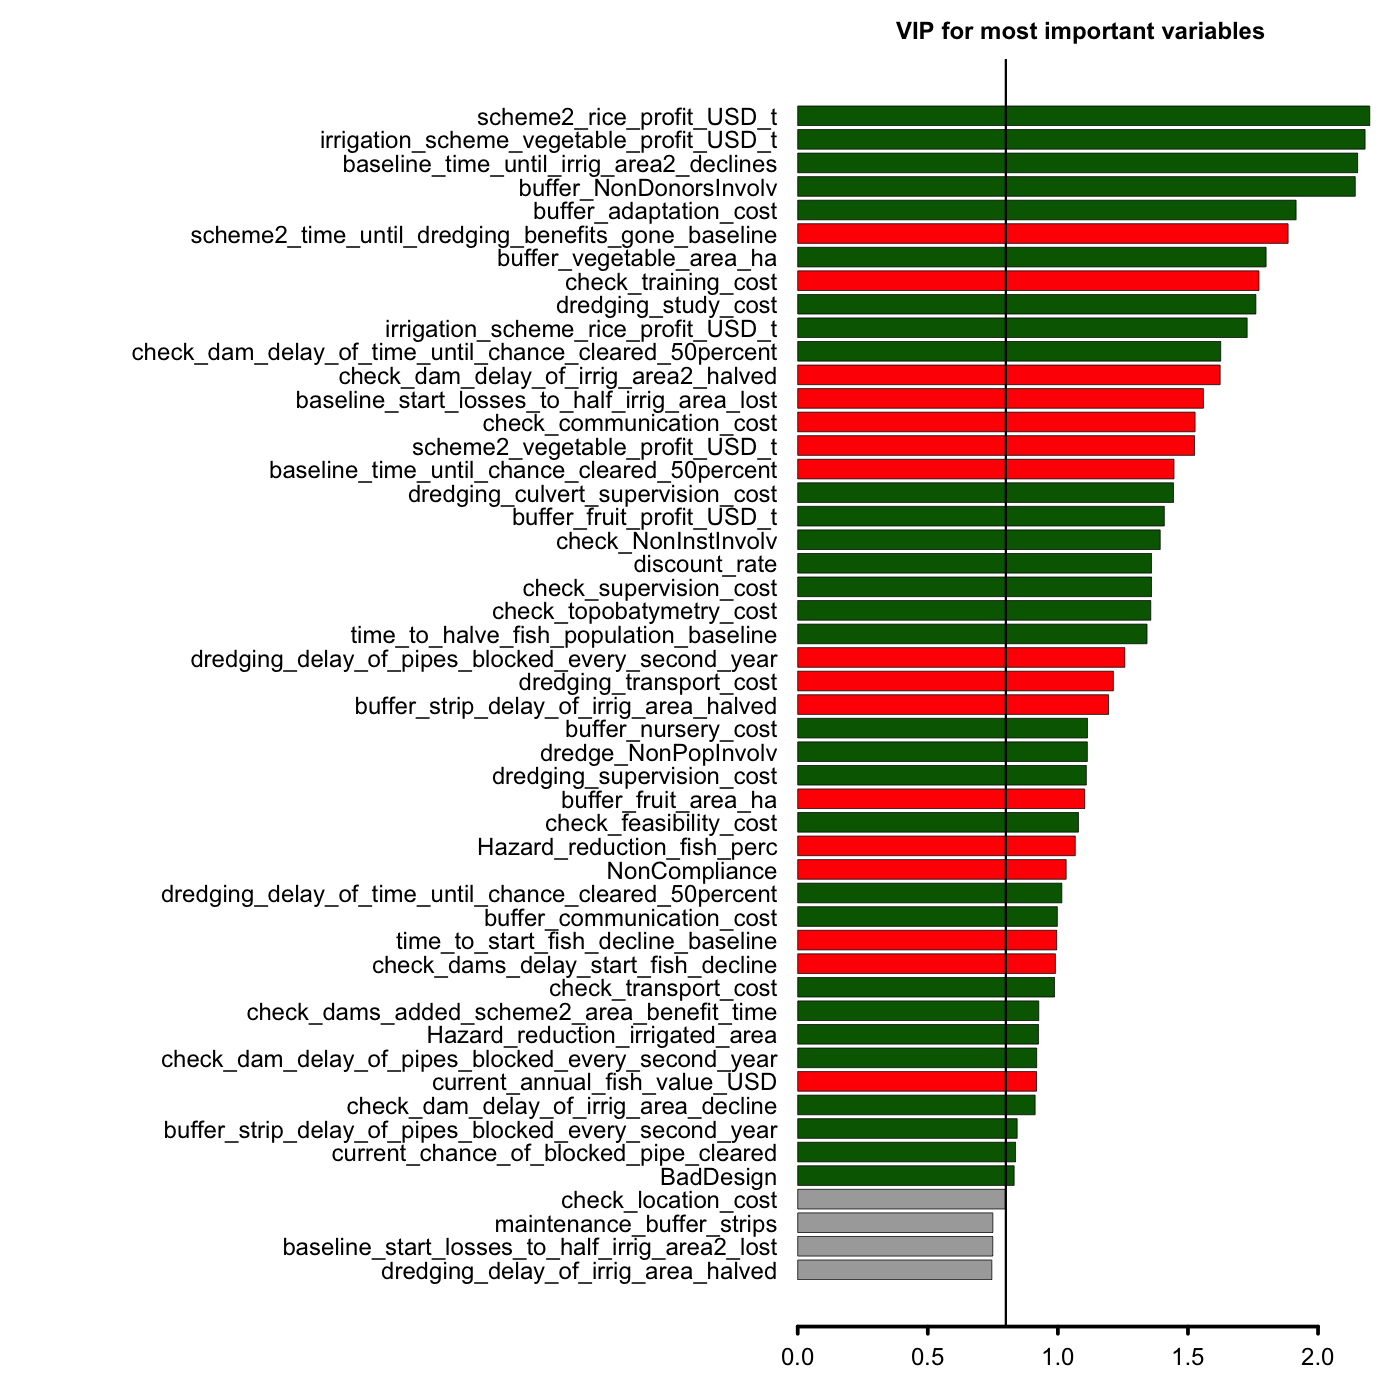 VIP for most important variables
scheme2_rice_profit_USD_t
irrigation_scheme_vegetable_profit_USD_t
baseline_time_until_irrig_area2_declines
buffer_NonDonorsInvolv
buffer_adaptation_cost
scheme2_time_until_dredging_benefits_gone_baseline
buffer_vegetable_area_ha
check_training_cost
dredging_study_cost
irrigation_scheme_rice_profit_USD_t
check_dam_delay_of_time_until_chance_cleared_50percent
check_dam_delay_of_irrig_area2_halved
baseline_start_losses_to_half_irrig_area_lost
check_communication_cost
scheme2_vegetable_profit_USD_t
baseline_time_until_chance_cleared_50percent
dredging_culvert_supervision_cost
buffer_fruit_profit_USD_t
check_NonInstInvolv
discount_rate
check_supervision_cost
check_topobatymetry_cost
time_to_halve_fish_population_baseline
dredging_delay_of_pipes_blocked_every_second_year
dredging_transport_cost
buffer_strip_delay_of_irrig_area_halved
buffer_nursery_cost
dredge_NonPopInvolv
dredging_supervision_cost
buffer_fruit_area_ha
check_feasibility_cost
Hazard_reduction_fish_perc
NonCompliance
dredging_delay_of_time_until_chance_cleared_50percent
buffer_communication_cost
time_to_start_fish_decline_baseline
check_dams_delay_start_fish_decline
check_transport_cost
check_dams_added_scheme2_area_benefit_time
Hazard_reduction_irrigated_area
check_dam_delay_of_pipes_blocked_every_second_year
current_annual_fish_value_USD
check_dam_delay_of_irrig_area_decline
buffer_strip_delay_of_pipes_blocked_every_second_year
current_chance_of_blocked_pipe_cleared
BadDesign
check_location_cost
maintenance_buffer_strips
baseline_start_losses_to_half_irrig_area2_lost
dredging_delay_of_irrig_area_halved
0.0 0.5 1.0 1.5 2.0